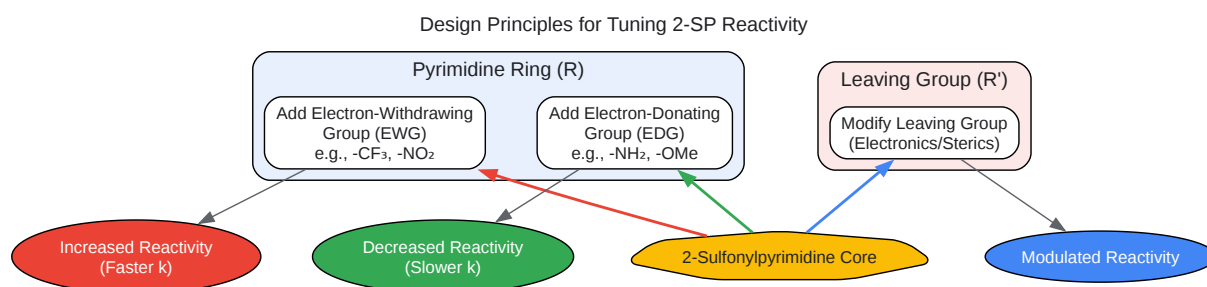 Design Principles for Tuning 2-SP Reactivity
Pyrimidine Ring (R)
Add Electron-Withdrawing
Group (EWG)
e.g., -CF₃, -NO₂
Add Electron-Donating
Group (EDG)
e.g., -NH₂, -OMe
Leaving Group (R')
Modify Leaving Group
(Electronics/Sterics)
Increased Reactivity
(Faster k)
Decreased Reactivity
(Slower k)
2-Sulfonylpyrimidine Core
Modulated Reactivity